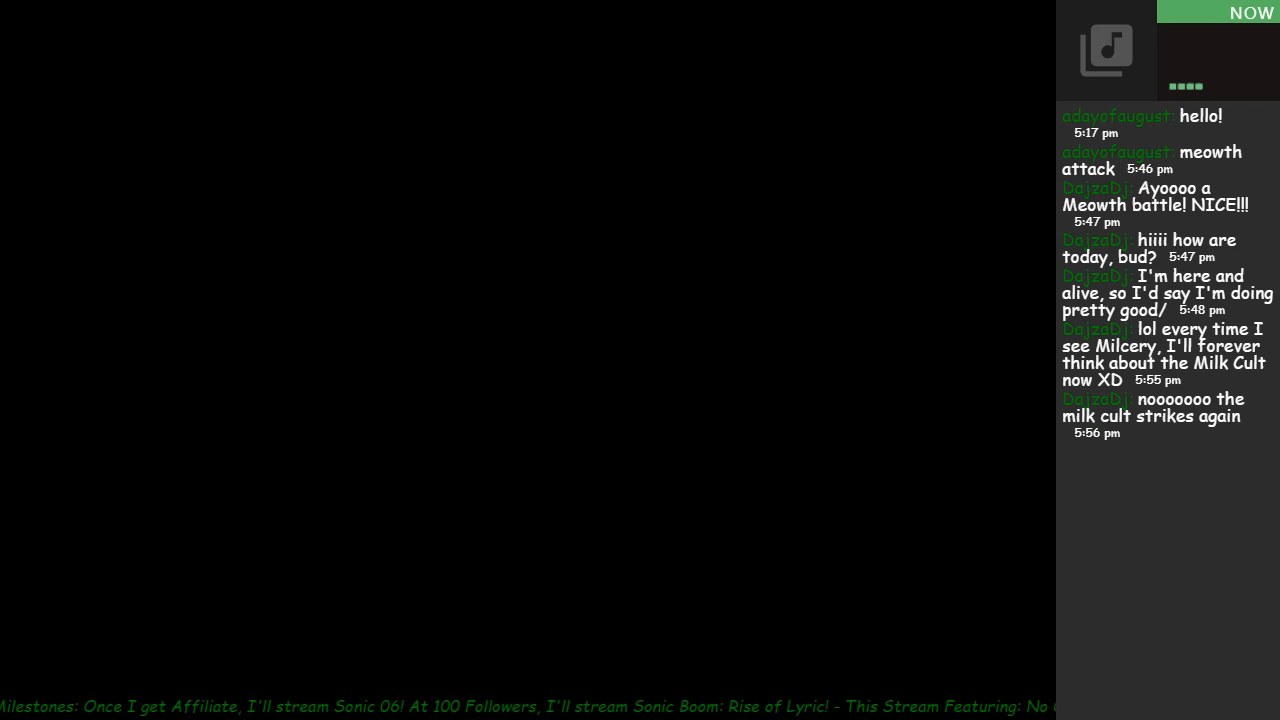 NOW
adayofaugust: hello!
5:17 pm
adayofaugust: meowth
attack 5:46 pm
DajzaDj: Ayoooo a
Meowth battle! NICE!!!
5:47 pm
DajzaDj: hiiii how are
today, bud? 5:47 pm
DajzaDj: I'm here and
alive, so I'd say I'm doing
pretty good/ 5:48 pm
DajzaDj: lol every time I
see Milcery, I'll forever
think about the Milk Cult
now XD 5:55 pm
DajzaDj: nooooooo the
milk cult strikes again
5:56 pm
Milestones: Once I get Affiliate, I'll stream Sonic 06! At 100 Followers, I'll stream Sonic Boom: Rise of Lyric! - This Stream Featuring: No